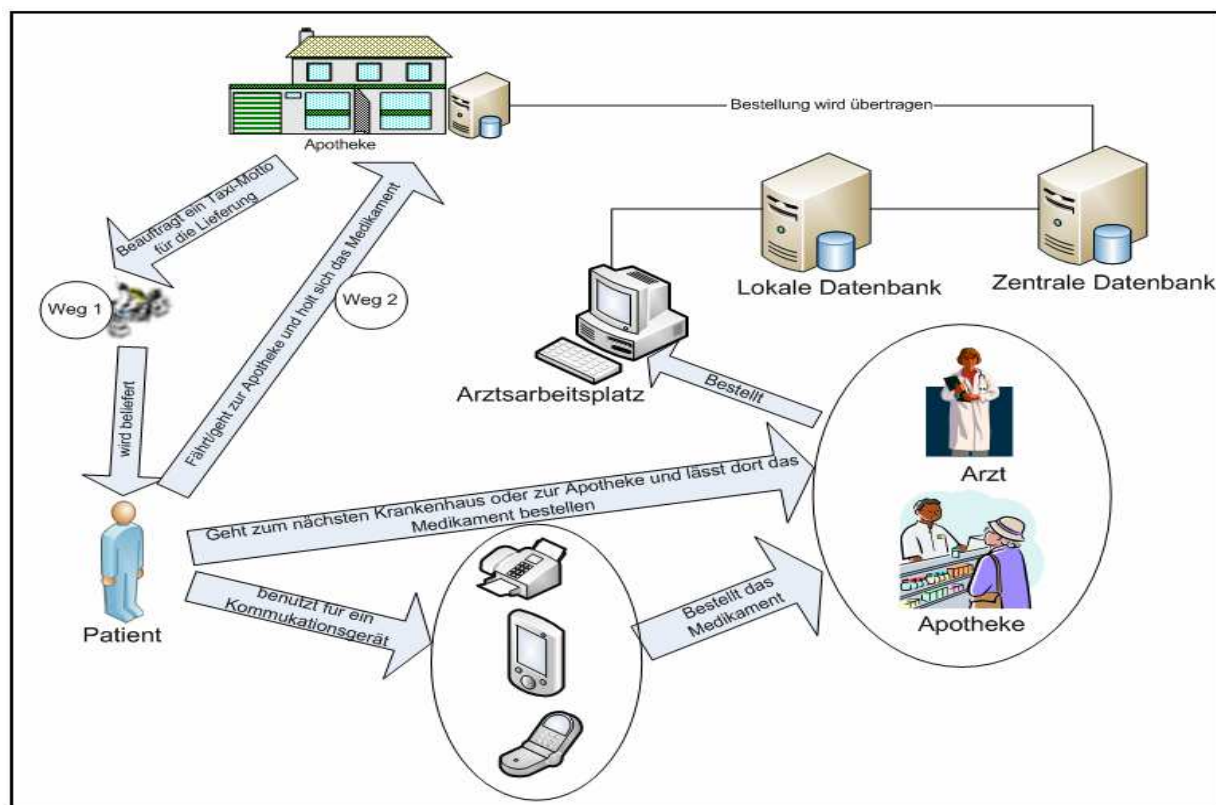 Apotheke
Bestellung wird übertragen
Beauftragt ein Taxi-Motto
für die Lieferung
Weg 1
Fährt/geht zur Apotheke und holt sich das Medikament
Weg 2
Lokale Datenbank
Zentrale Datenbank
Arztsarbeitsplatz
Bestellt
wird beliefert
Arzt
Geht zum nächsten Krankenhaus oder zur Apotheke und lässt dort das
Medikament bestellen
Patient
benutzt für ein
Kommukationsgerät
Bestellt das
Medikament
Apotheke